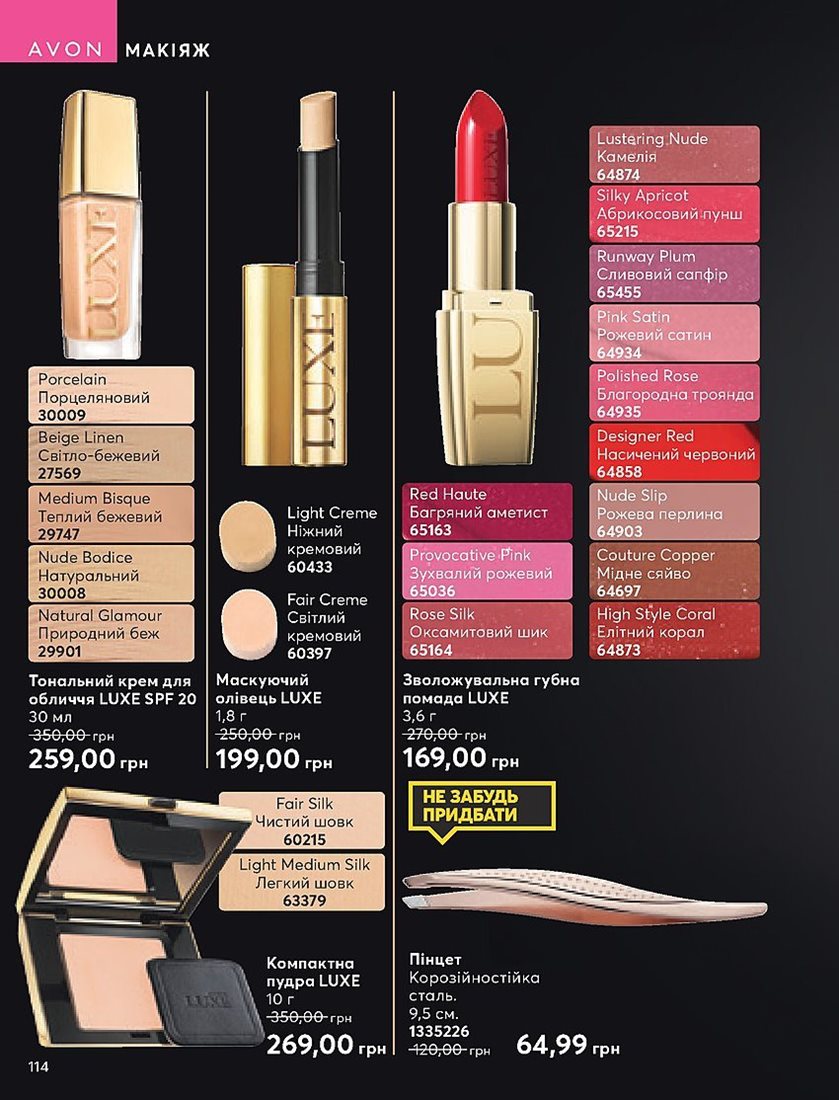 AVON МАКІЯЖ
LUXE
Porcelain
Порцеляновий
30009
Beige Linen
Світло-бежевий
27569
Medium Bisque
Теплий бежевий
29747
Nude Bodice
Натуральний
30008
Natural Glamour
Природний беж
29901
Тональний крем для
обличчя LUXE SPF 20
30 мл
350,00 грн
259,00 грн
LUXE
Light Creme
Ніжний
кремовий
60433
Fair Creme
Світлий
кремовий
60397
Маскуючий
олівець LUXE
1,8 г
250,00 грн
199,00 грн
LUXE
LU
Red Haute
Багряний аметист
65163
Provocative Pink
Зухвалий рожевий
65036
Rose Silk
Оксамитовий шик
65164
Lustering Nude
Камелія
64874
Silky Apricot
Абрикосовий пунш
65215
Runway Plum
Сливовий сапфір
65455
Pink Satin
Рожевий сатин
64934
Polished Rose
Благородна троянда
64935
Designer Red
Насичений червоний
64858
Nude Slip
Рожева перлина
64903
Couture Copper
Мідне сяйво
64697
High Style Coral
Елітний корал
64873
Зволожувальна губна
помада LUXE
3,6 г
270,00 грн
169,00 грн
Fair Silk
Чистий шовк
60215
Light Medium Silk
Легкий шовк
63379
LUXE
Компактна
пудра LUXE
10 г
350,00 грн
269,00 грн
НЕ ЗАБУДЬ
ПРИДБАТИ
Пінцет
Корозійностійка
сталь.
9,5 см.
1335226
120,00 грн 64,99 грн
114